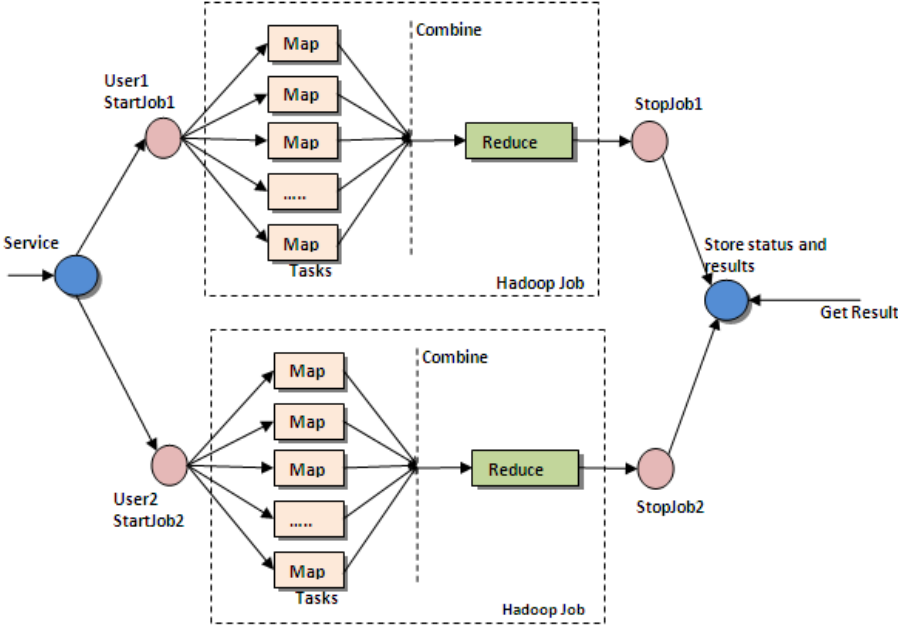 Combine
Map
User1
StartJob1
Map
StopJob1
Map
Reduce
.....
Service
Map
Tasks
Hadoop Job
Store status and
results
Get Result
Combine
Map
Map
Map
Reduce
User2
StartJob2
.....
StopJob2
Map
Tasks
Hadoop Job